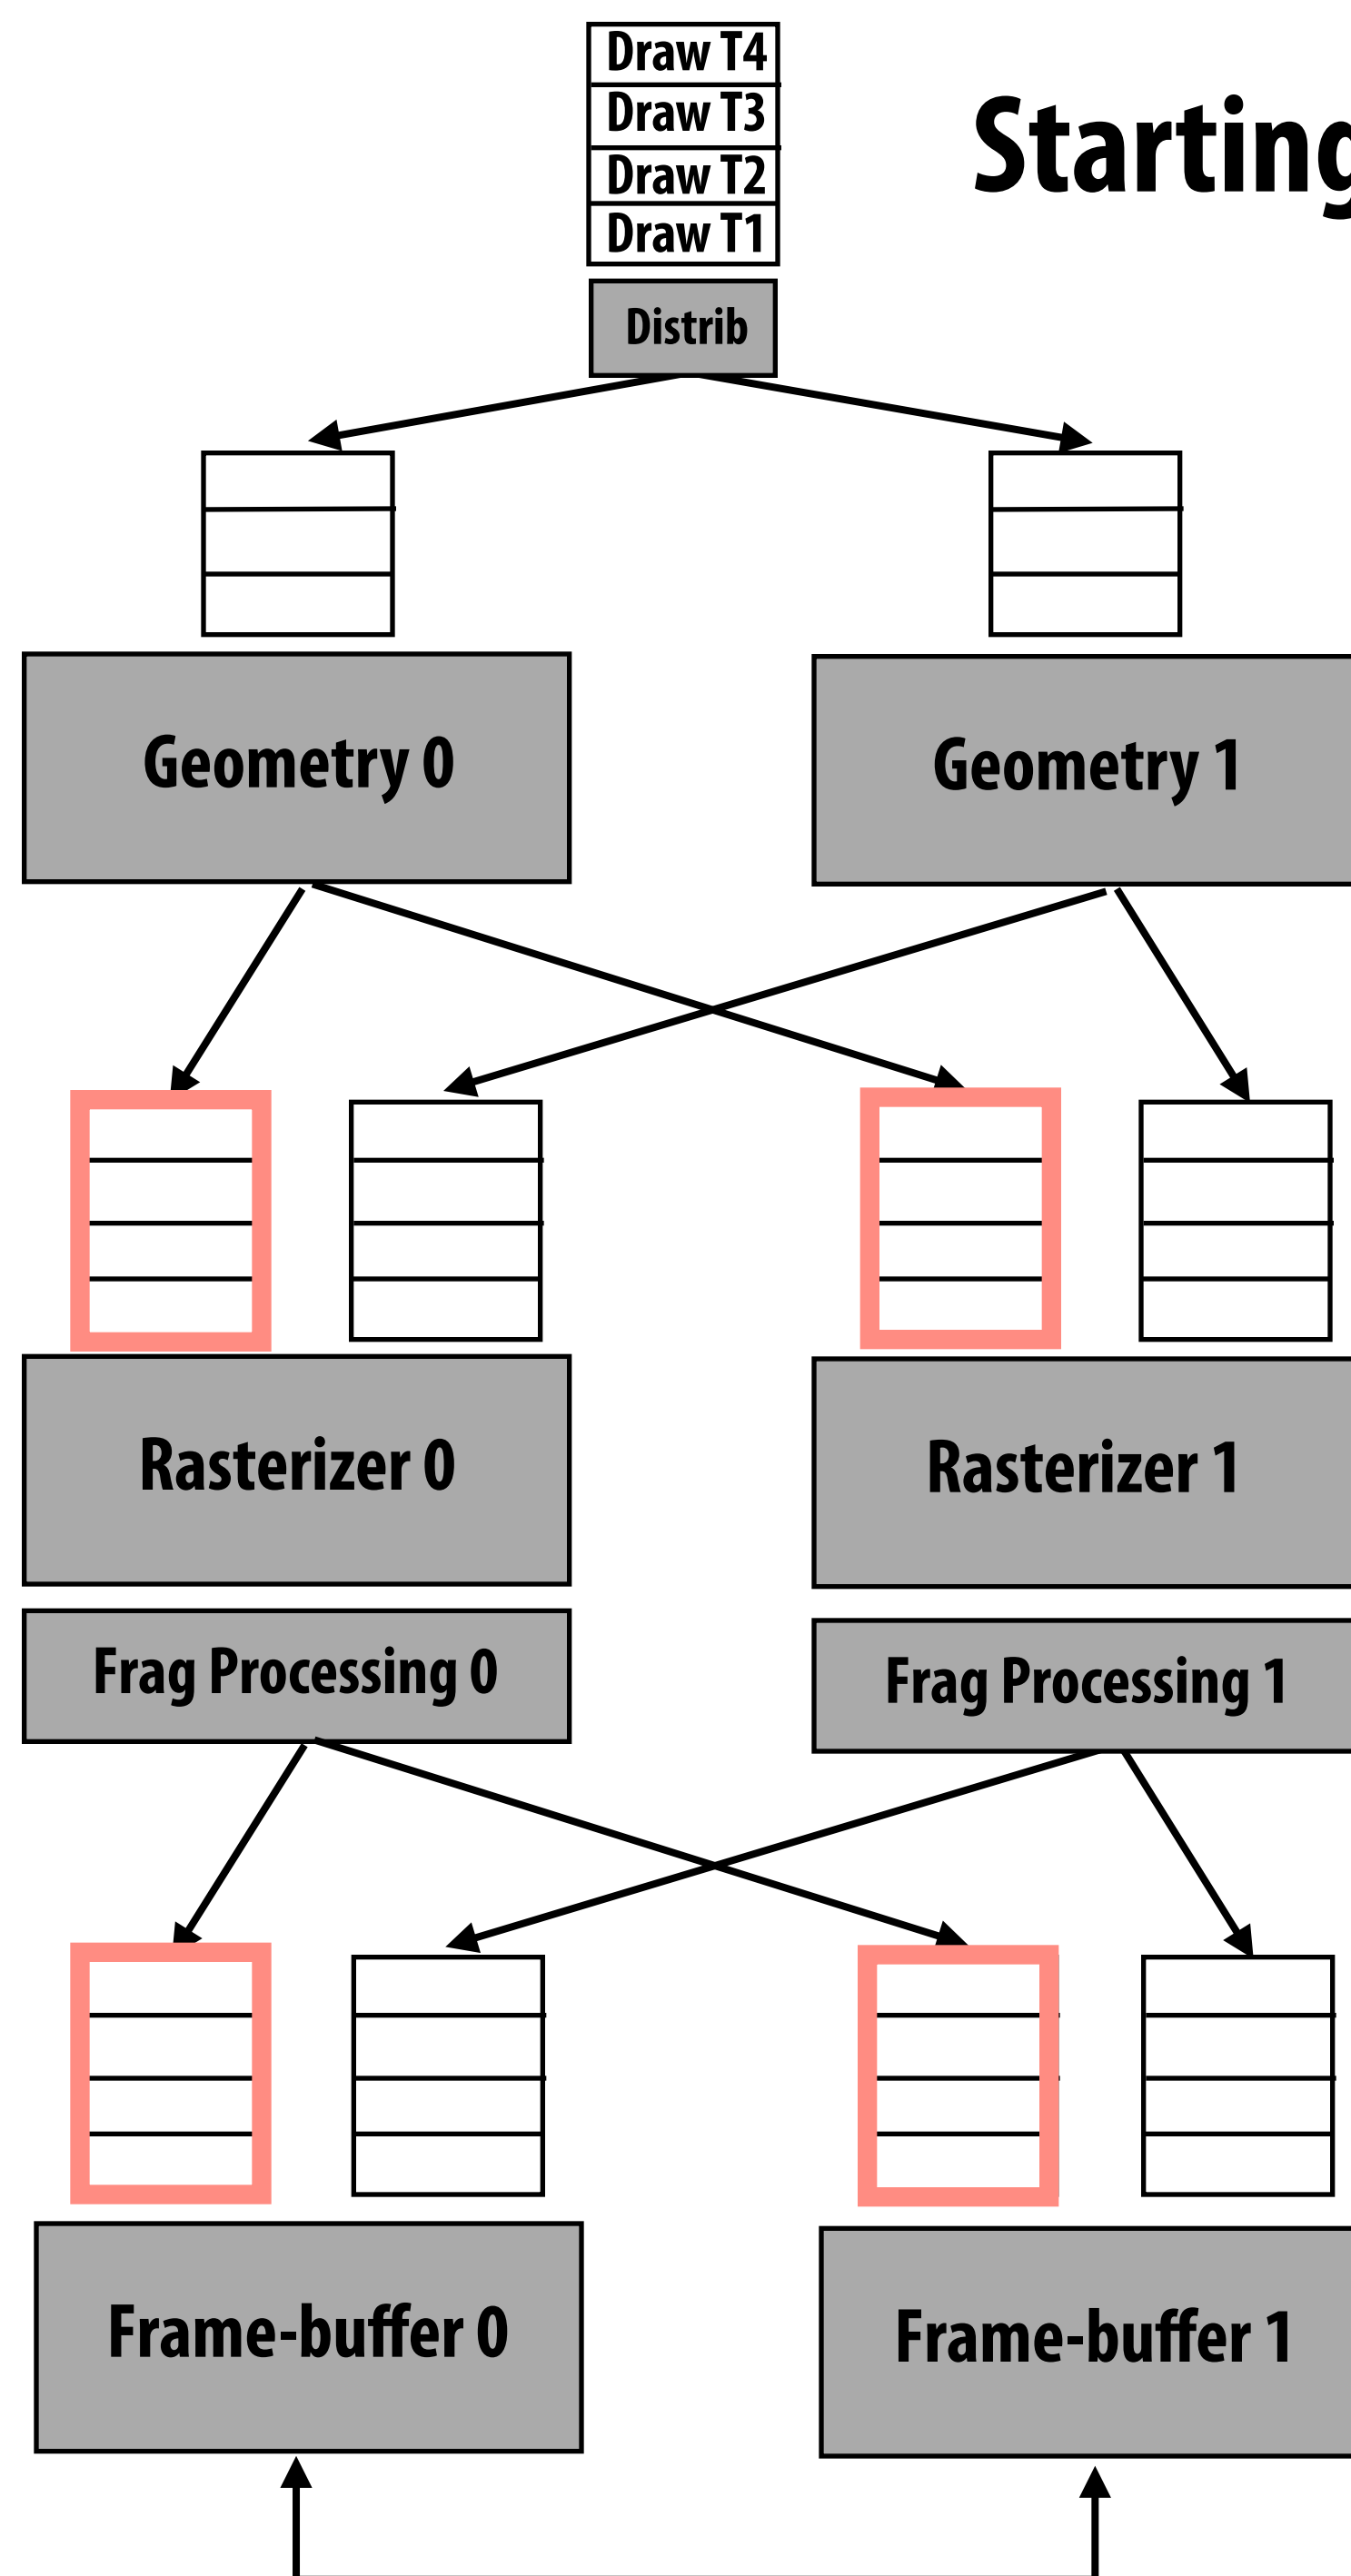 Draw T4
Starting
Draw T3
Draw T2
Draw T1
Distrib
Geometry 0
Geometry 1
Rasterizer 0
Rasterizer 1
Frag Processing 0
Frag Processing 1
Frame-buffer 0
Frame-buffer 1